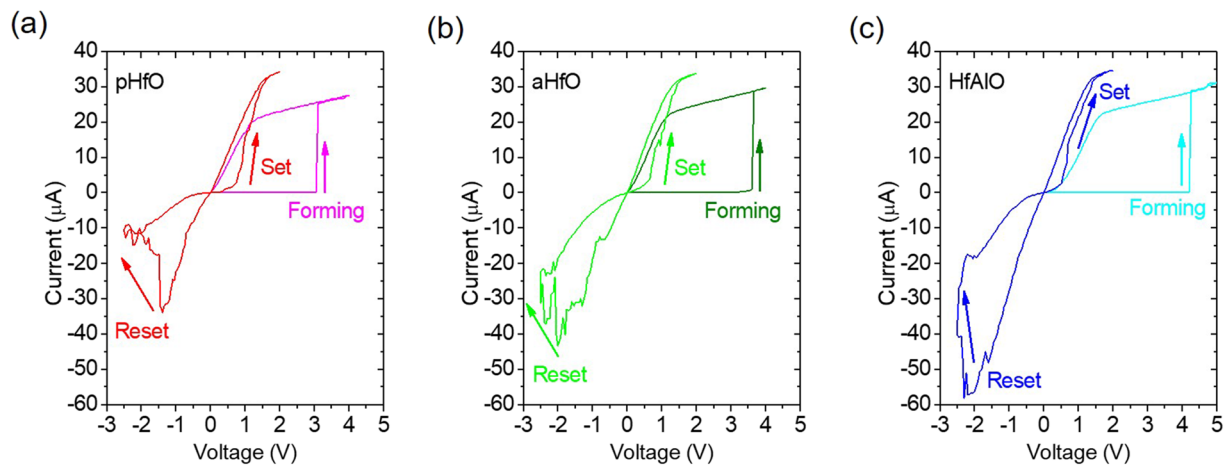 (a)
40
30
20
10
0
-10
-20
-30
-40
-50
-60
Current (µA)
pHfO
Set
Forming
Reset
-3 -2 -1 0 1 2 3 4 5
Voltage (V)
(b)
40
30
20
10
0
-10
-20
-30
-40
-50
-60
Current (µA)
aHfO
Set
Forming
Reset
-3 -2 -1 0 1 2 3 4 5
Voltage (V)
(c)
40
30
20
10
0
-10
-20
-30
-40
-50
-60
Current (µA)
HfAlO
Set
Forming
Reset
-3 -2 -1 0 1 2 3 4 5
Voltage (V)